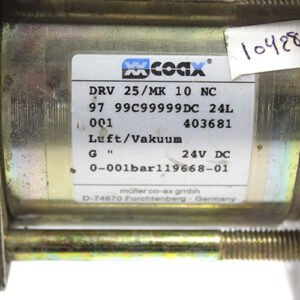 coax
DRV 25/MK 10 NC
97 99C99999DC 24L
001 403681
Luft/Vakuum
G " 24V DC
0-001bar119668-01
müller co-ax gmbh
D-74670 Forchtenberg · Germany
10428